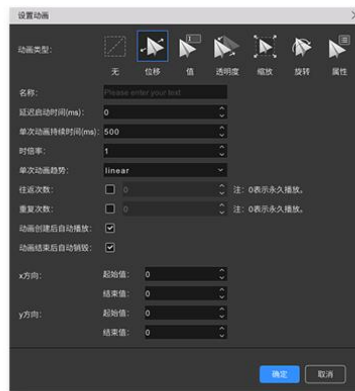 设置动画
动画类型:
无 位移 值 透明度 缩放 旋转 属性
名称: Please enter your text
延迟启动时间(ms): 0
单次动画持续时间(ms): 500
时倍率: 1
单次动画趋势: linear
往返次数: 0 注: 0表示永久播放。
重复次数: 0 注: 0表示永久播放。
动画创建后自动播放:
动画结束后自动销毁:
x方向: 起始值: 0
结束值: 0
y方向: 起始值: 0
结束值: 0
确定 取消